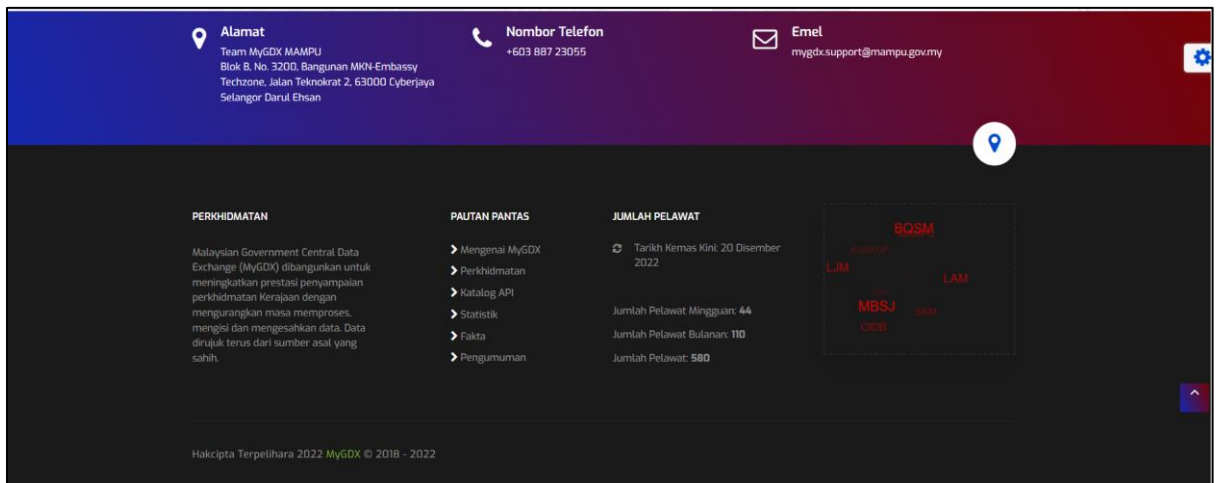 Alamat
Team MyGDX MAMPU
Blok B, No. 3200, Bangunan MKN-Embassy
Techzone, Jalan Teknokrat 2, 63000 Cyberjaya
Selangor Darul Ehsan
Nombor Telefon
+603 887 23055
Emel
mygdx.support@mampu.gov.my
PERKHIDMATAN
Malaysian Government Central Data
Exchange (MyGDX) dibangunkan untuk
meningkatkan prestasi penyampaian
perkhidmatan Kerajaan dengan
mengurangkan masa memproses,
mengisi dan mengesahkan data. Data
dirujuk terus dari sumber asal yang
sahih.
PAUTAN PANTAS
Mengenai MyGDX
Perkhidmatan
Katalog API
Statistik
Fakta
Pengumuman
JUMLAH PELAWAT
Tarikh Kemas Kini: 20 Disember
2022
Jumlah Pelawat Mingguan: 44
Jumlah Pelawat Bulanan: 110
Jumlah Pelawat: 580
BQSM
LJM
LAM
MBSJ
CIDB
Hakcipta Terpelihara 2022 MyGDX © 2018 - 2022